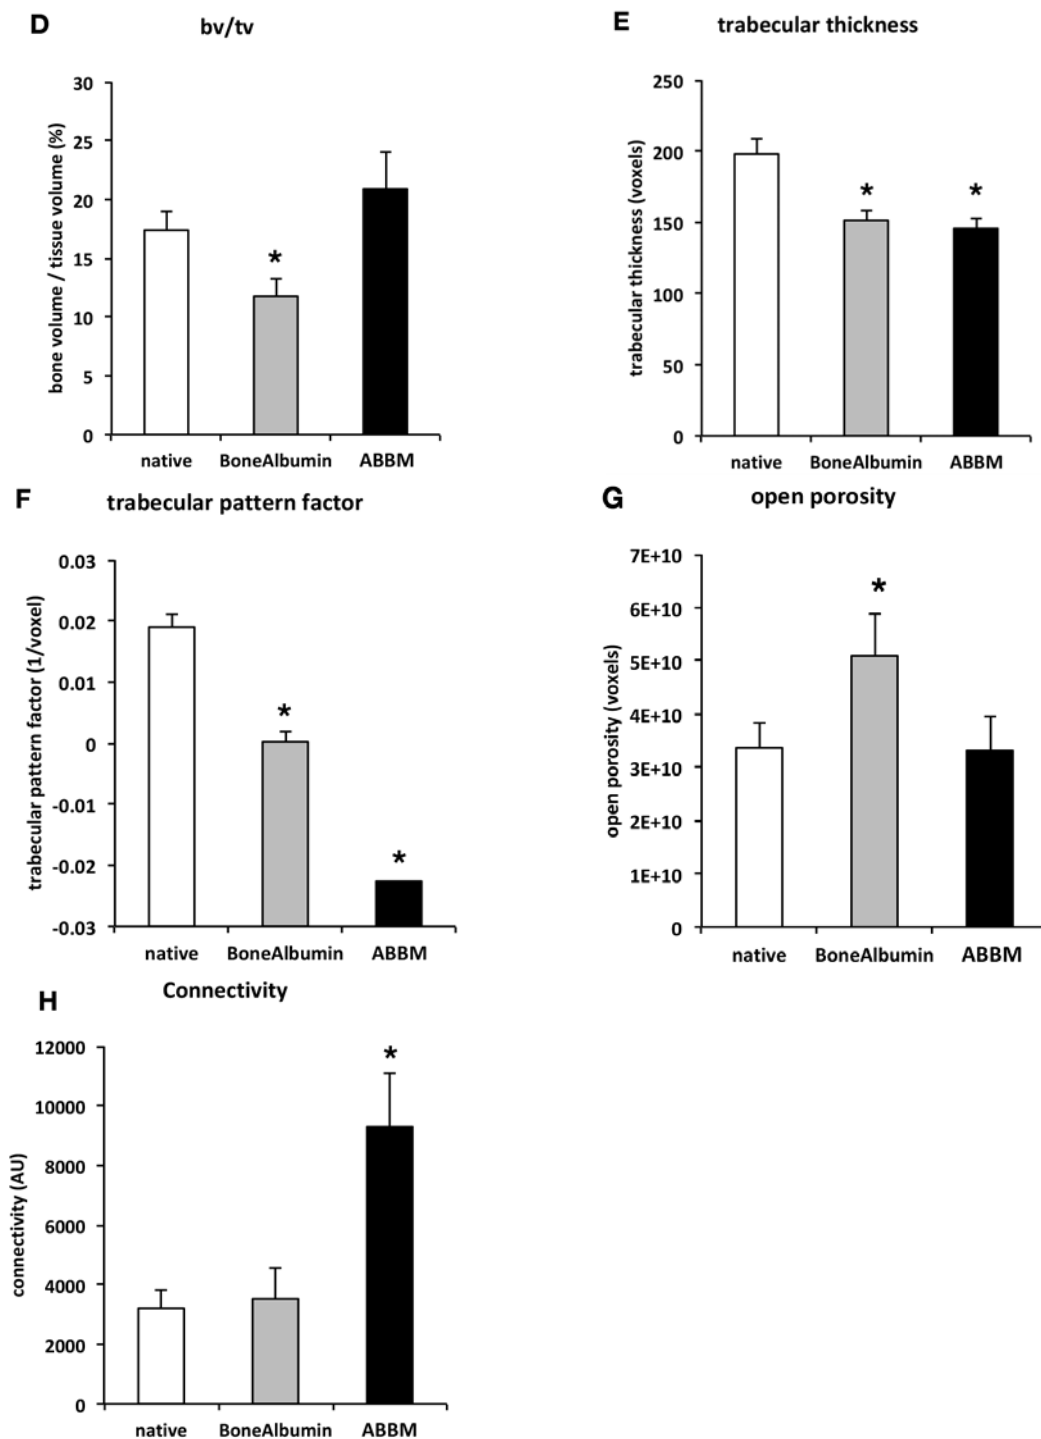 D
bv/tv
bone volume / tissue volume (%)
30
25
20
15
10
5
0
*
native BoneAlbumin ABBM
E
trabecular thickness
trabecular thickness (voxels)
250
200
150
100
50
0
* *
native BoneAlbumin ABBM
F
trabecular pattern factor
trabecular pattern factor (1/voxel)
0.03
0.02
0.01
0
-0.01
-0.02
-0.03
*
*
native BoneAlbumin ABBM
G
open porosity
open porosity (voxels)
7E+10
6E+10
5E+10
4E+10
3E+10
2E+10
1E+10
0
*
native BoneAlbumin ABBM
H
Connectivity
connectivity (AU)
12000
10000
8000
6000
4000
2000
0
*
native BoneAlbumin ABBM